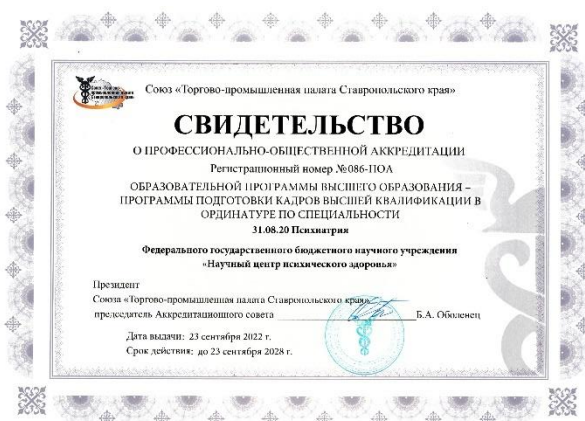 Союз «Торгово-промышленная палата Ставропольского края»
СВИДЕТЕЛЬСТВО
О ПРОФЕССИОНАЛЬНО-ОБЩЕСТВЕННОЙ АККРЕДИТАЦИИ
Регистрационный номер №086-ПОА
ОБРАЗОВАТЕЛЬНОЙ ПРОГРАММЫ ВЫСШЕГО ОБРАЗОВАНИЯ –
ПРОГРАММЫ ПОДГОТОВКИ КАДРОВ ВЫСШЕЙ КВАЛИФИКАЦИИ В
ОРДИНАТУРЕ ПО СПЕЦИАЛЬНОСТИ
31.08.20 Психиатрия
Федерального государственного бюджетного научного учреждения
«Научный центр психического здоровья»
Президент
Союза «Торгово-промышленная палата Ставропольского края»
председатель Аккредитационного совета Б.А. Оболенец
Дата выдачи: 23 сентября 2022 г.
Срок действия: до 23 сентября 2028 г.